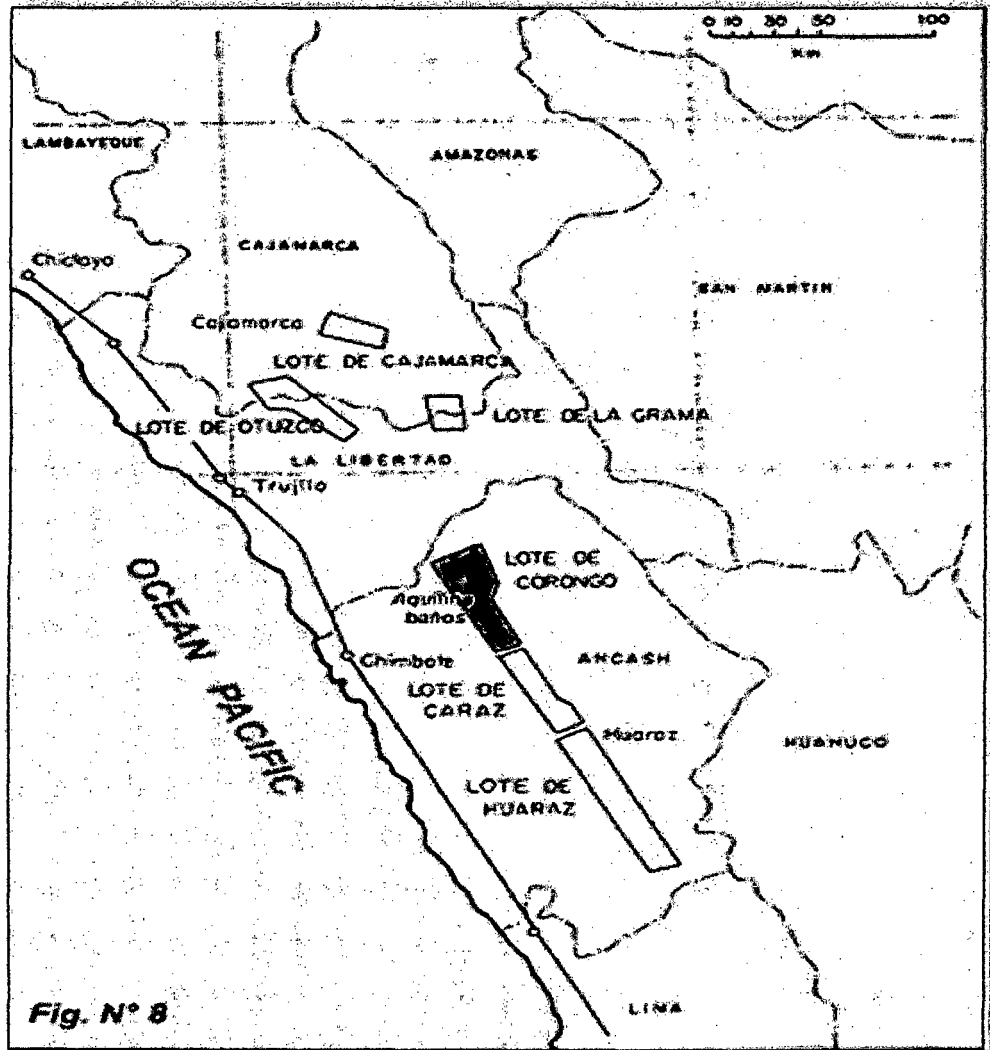 0 10 30 50 100
Km
LAMBAYEQUE
AMAZONAS
CAJAMARCA
Chiclayo
SAN MARTIN
Cajamarca
LOTE DE CAJAMARCA
LOTE DE OTUZCO
LOTE DE LA GRAMA
LA LIBERTAD
Trujillo
LOTE DE
CORONGO
baños
OCEAN PACIFIC
Chimbote
ANCASH
LOTE DE
CARAZ
Huaraz
HUANUCO
LOTE DE
HUARAZ
LIMA
Fig. N° 8